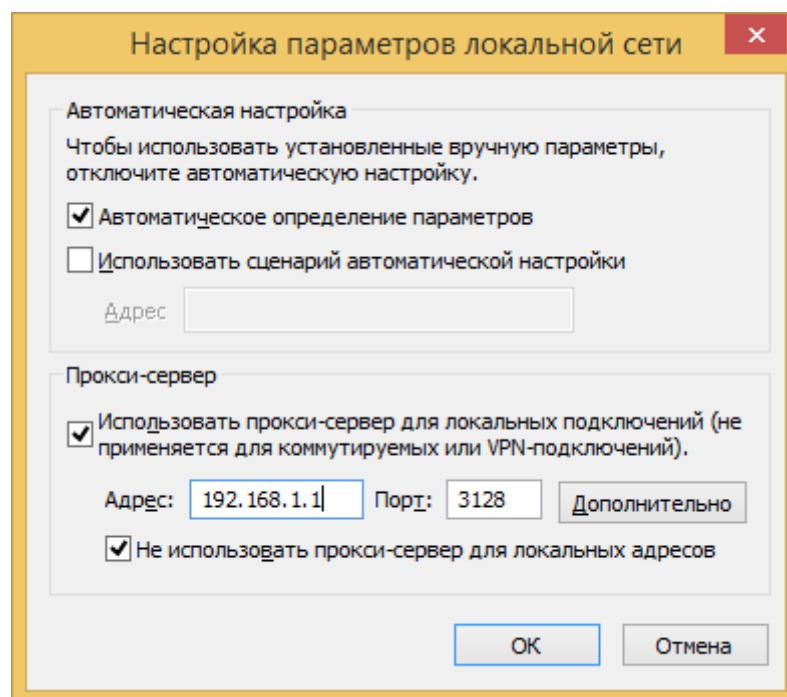 Настройка параметров локальной сети
Автоматическая настройка
Чтобы использовать установленные вручную параметры,
отключите автоматическую настройку.
Автоматическое определение параметров
Использовать сценарий автоматической настройки
Адрес
Прокси-сервер
Использовать прокси-сервер для локальных подключений (не
применяется для коммутируемых или VPN-подключений).
Адрес: 192.168.1.1 Порт: 3128 Дополнительно
Не использовать прокси-сервер для локальных адресов
ОК Отмена